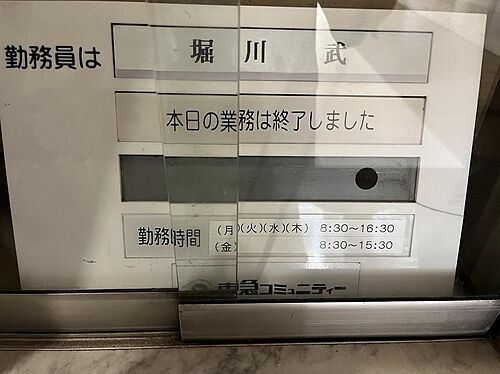 勤務員は 堀川 武
本日の業務は終了しました
勤務時間 (月)(火)(水)(木) 8:30~16:30
(金) 8:30~15:30
東急コミュニティー